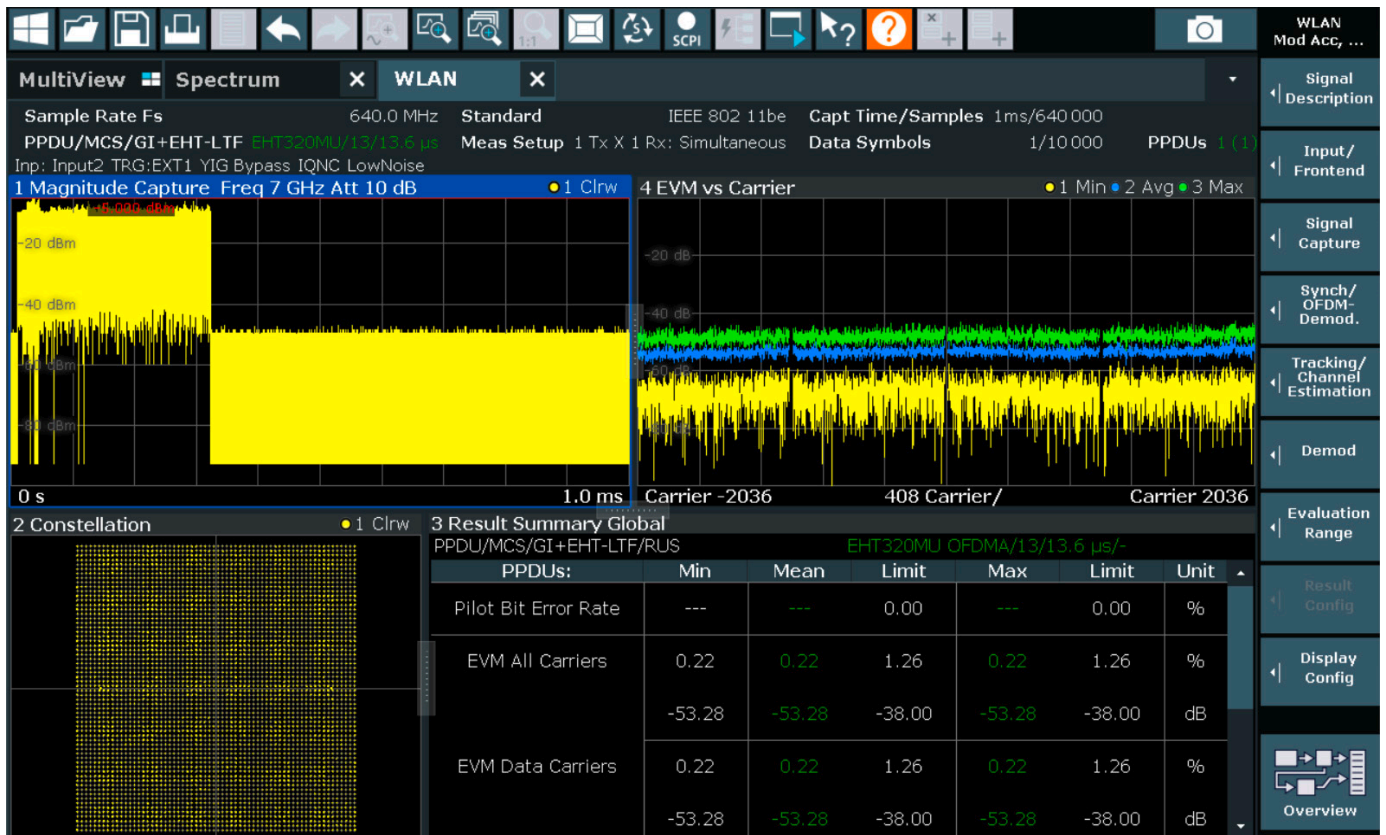 1:1
SCPI
WLAN
Mod Acc, ...
MultiView
Spectrum
WLAN
Signal
Description
Sample Rate Fs 640.0 MHz Standard IEEE 802 11be Capt Time/Samples 1ms/640 000
PPDU/MCS/GI+EHT-LTF EHT320MU/13/13.6 µs Meas Setup 1 Tx X 1 Rx: Simultaneous Data Symbols 1/10 000 PPDUs 1 (1)
Inp: Input2 TRG:EXT1 YIG Bypass IQNC LowNoise
Input/
Frontend
1 Magnitude Capture Freq 7 GHz Att 10 dB 1 Clrw
-20 dBm
-40 dBm
0 s 1.0 ms
4 EVM vs Carrier 1 Min 2 Avg 3 Max
-20 dB
-40 dB
-60 dB
Carrier -2036 408 Carrier/ Carrier 2036
Signal
Capture
Synch/
OFDM-
Demod.
Tracking/
Channel
Estimation
Demod
2 Constellation 1 Clrw
3 Result Summary Global
PPDU/MCS/GI+EHT-LTF/RUS EHT320MU OFDMA/13/13.6 µs/-
PPDUs: Min Mean Limit Max Limit Unit
Pilot Bit Error Rate --- --- 0.00 --- 0.00 %
EVM All Carriers 0.22 0.22 1.26 0.22 1.26 %
-53.28 -53.28 -38.00 -53.28 -38.00 dB
EVM Data Carriers 0.22 0.22 1.26 0.22 1.26 %
-53.28 -53.28 -38.00 -53.28 -38.00 dB
Evaluation
Range
Result
Config
Display
Config
Overview